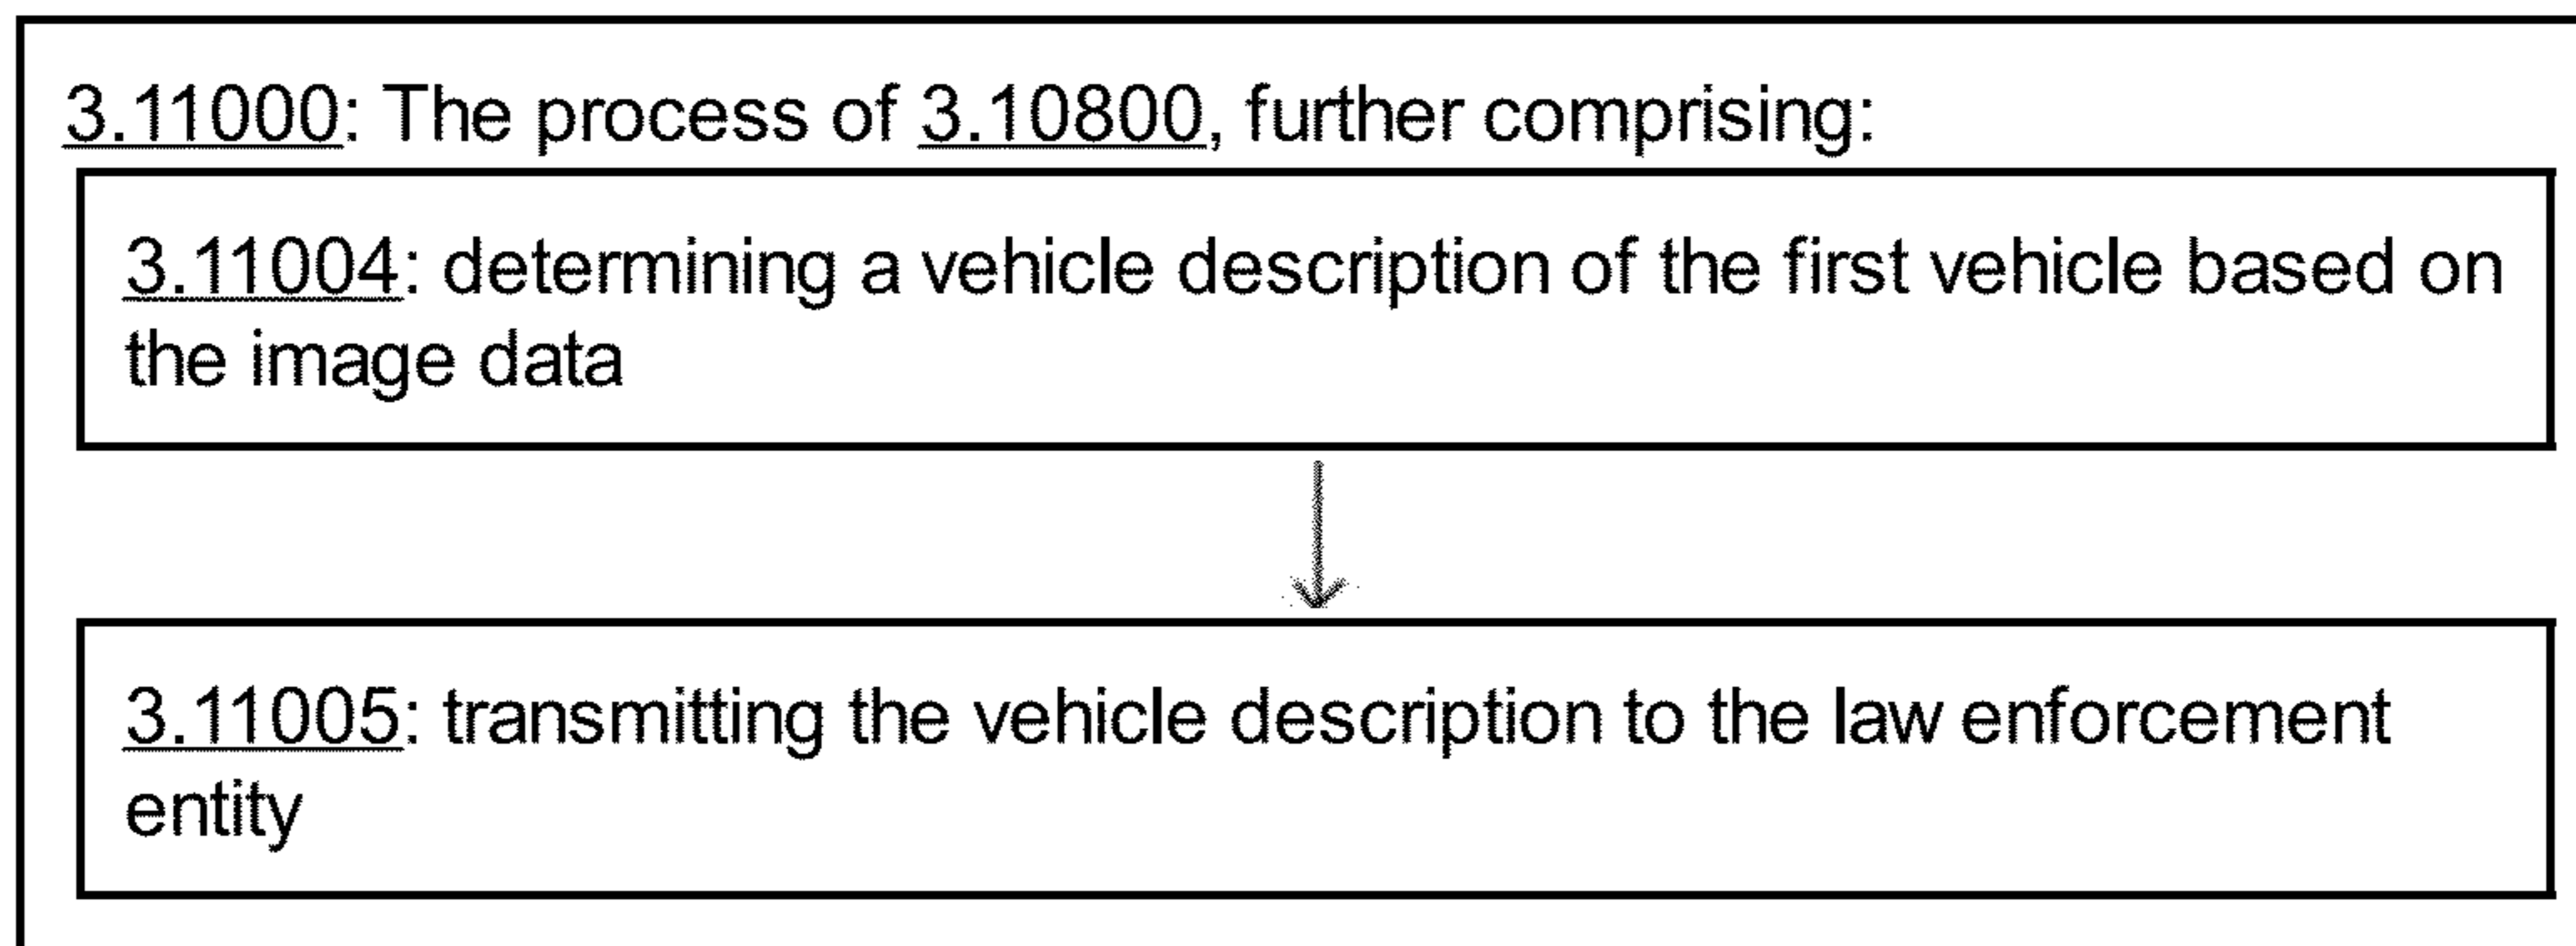 3.11000: The process of 3.10800, further comprising:
3.11004: determining a vehicle description of the first vehicle based on
the image data
3.11005: transmitting the vehicle description to the law enforcement
entity